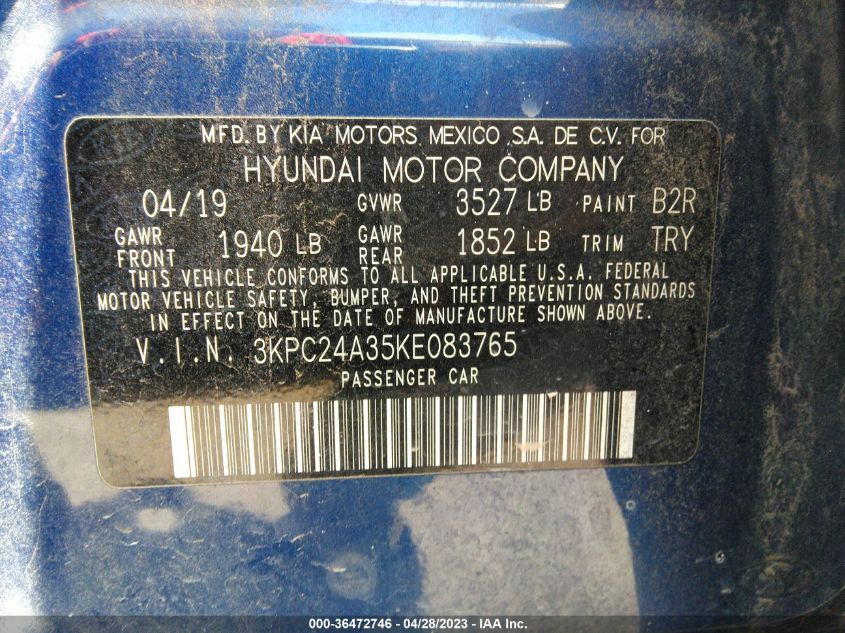 MFD. BY KIA MOTORS MEXICO S.A. DE C.V. FOR
HYUNDAI MOTOR COMPANY
04/19 GVWR 3527 LB PAINT B2R
GAWR FRONT 1940 LB GAWR REAR 1852 LB TRIM TRY
THIS VEHICLE CONFORMS TO ALL APPLICABLE U.S.A. FEDERAL
MOTOR VEHICLE SAFETY, BUMPER, AND THEFT PREVENTION STANDARDS
IN EFFECT ON THE DATE OF MANUFACTURE SHOWN ABOVE.
V.I.N. 3KPC24A35KE083765
PASSENGER CAR
000-36472746 - 04/28/2023 - IAA Inc.